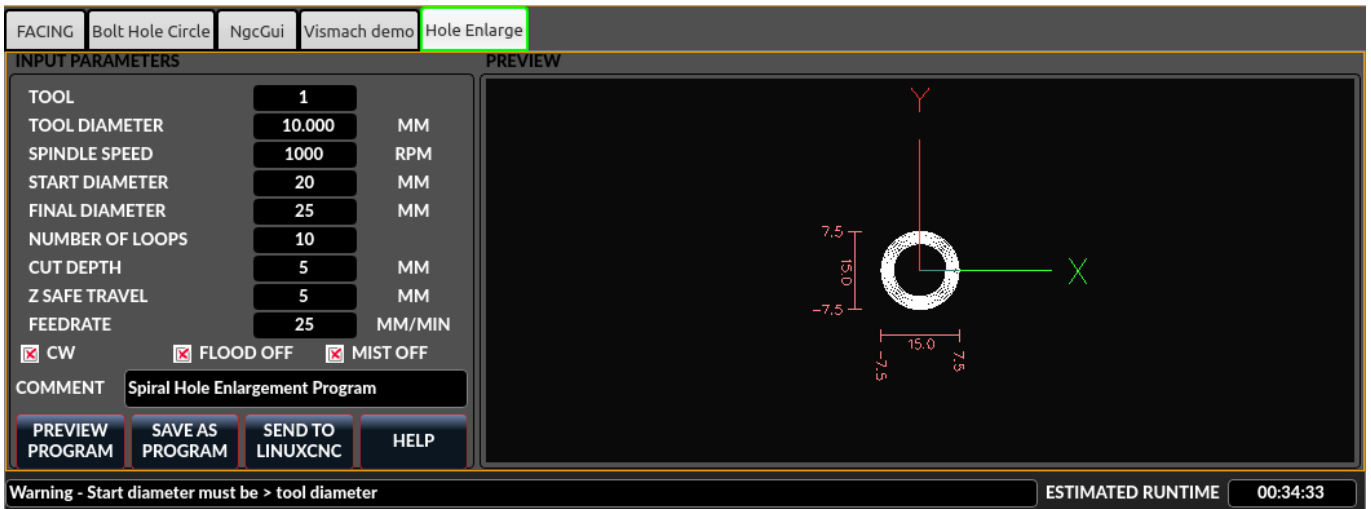 FACING Bolt Hole Circle NgcGui Vismach demo Hole Enlarge
INPUT PARAMETERS
TOOL 1
TOOL DIAMETER 10.000 MM
SPINDLE SPEED 1000 RPM
START DIAMETER 20 MM
FINAL DIAMETER 25 MM
NUMBER OF LOOPS 10
CUT DEPTH 5 MM
Z SAFE TRAVEL 5 MM
FEEDRATE 25 MM/MIN
CW FLOOD OFF MIST OFF
COMMENT Spiral Hole Enlargement Program
PREVIEW PROGRAM
SAVE AS PROGRAM
SEND TO LINUXCNC
HELP
PREVIEW
Y
X
7.5
15.0
-7.5
15.0
-7.5
7.5
Warning - Start diameter must be > tool diameter
ESTIMATED RUNTIME 00:34:33